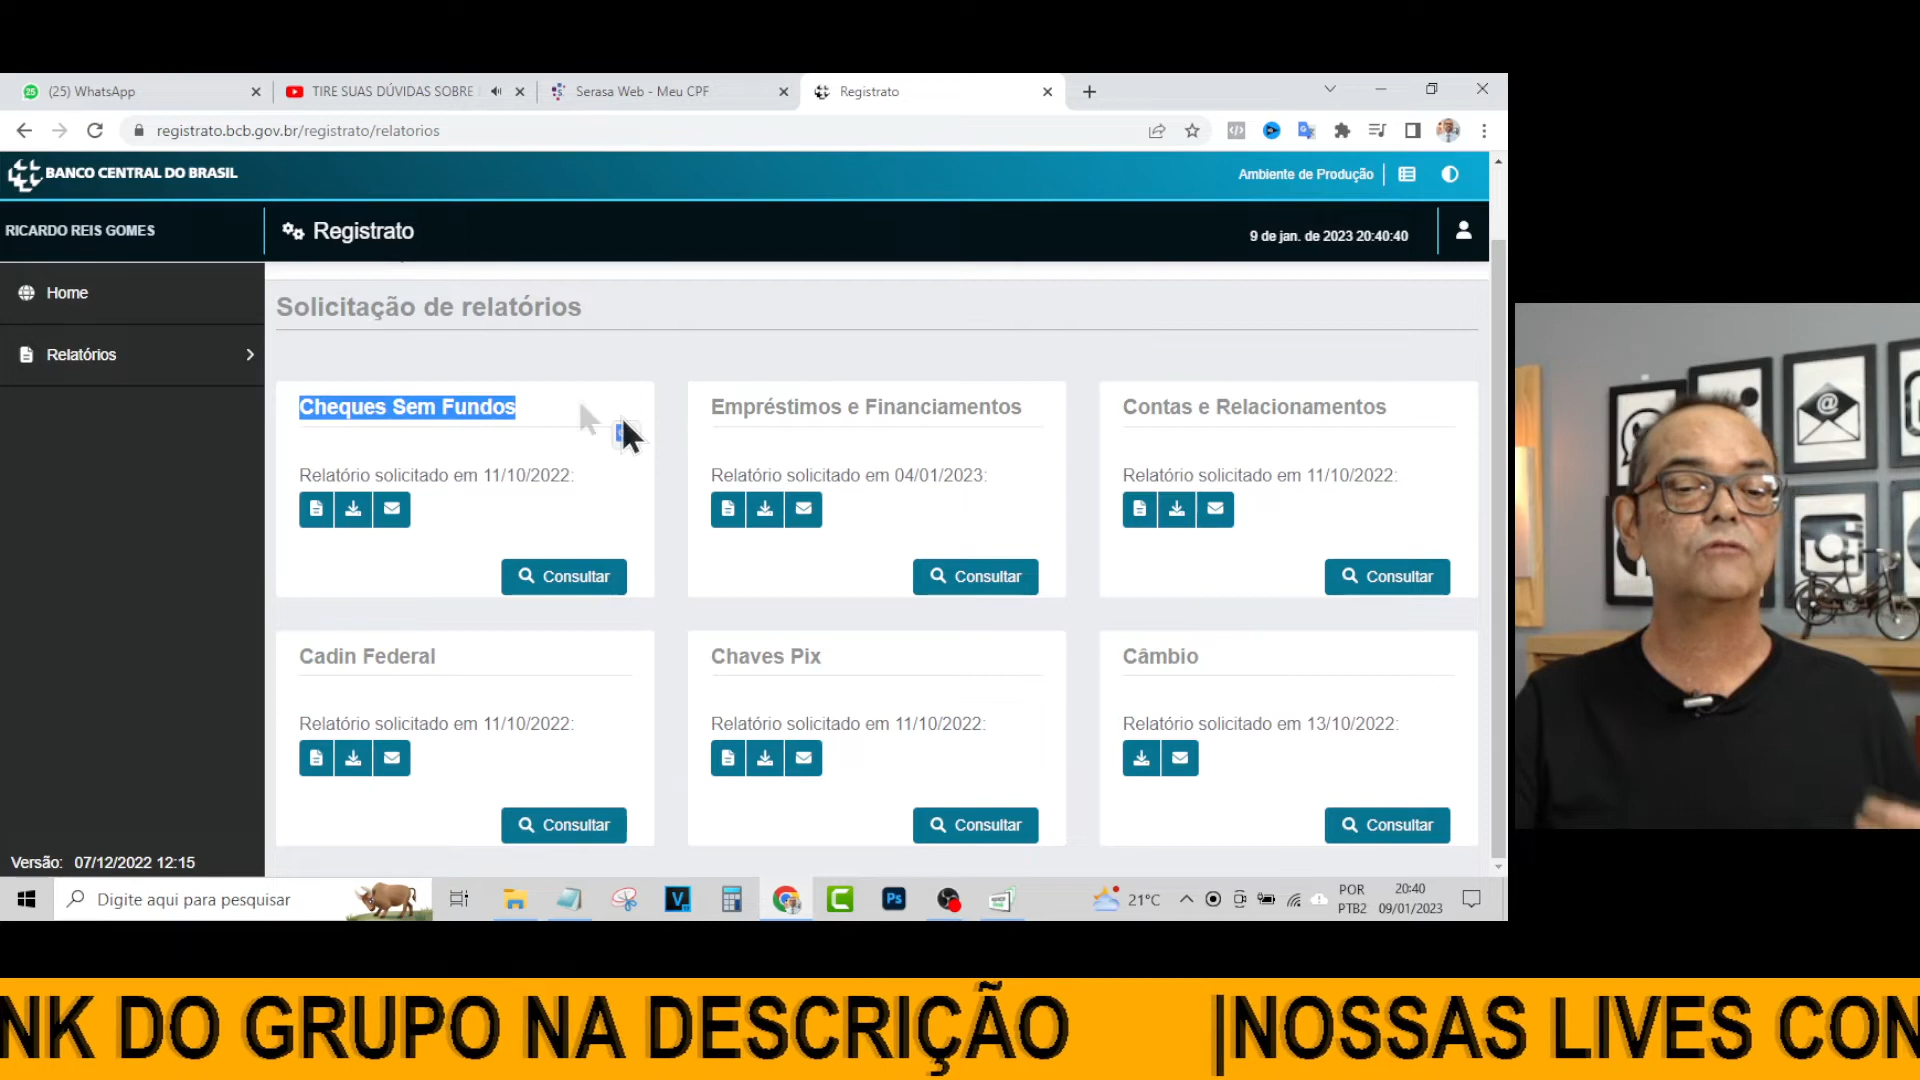 (25) WhatsApp
TIRE SUAS DÚVIDAS SOBRE
Serasa Web - Meu CPF
Registrato
registrato.bcb.gov.br/registrato/relatorios
BANCO CENTRAL DO BRASIL
Ambiente de Produção
RICARDO REIS GOMES
Registrato
9 de jan. de 2023 20:40:40
Home
Relatórios
Solicitação de relatórios
Cheques Sem Fundos
Relatório solicitado em 11/10/2022:
Consultar
Empréstimos e Financiamentos
Relatório solicitado em 04/01/2023:
Consultar
Contas e Relacionamentos
Relatório solicitado em 11/10/2022:
Consultar
Cadin Federal
Relatório solicitado em 11/10/2022:
Consultar
Chaves Pix
Relatório solicitado em 11/10/2022:
Consultar
Câmbio
Relatório solicitado em 13/10/2022:
Consultar
Versão: 07/12/2022 12:15
Digite aqui para pesquisar
Ps
21°C
POR
PTB2
20:40
09/01/2023
NK DO GRUPO NA DESCRIÇÃO |NOSSAS LIVES CON